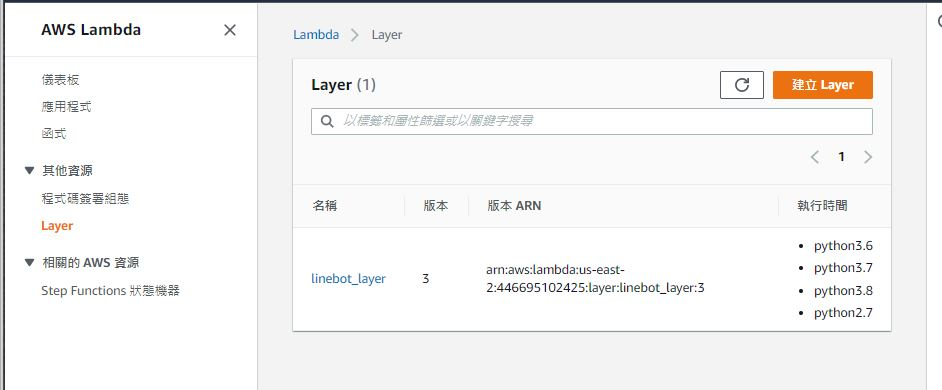 AWS Lambda
儀表板
應用程式
函式
其他資源
程式碼簽署組態
Layer
相關的 AWS 資源
Step Functions 狀態機器
Lambda > Layer
Layer (1)
建立 Layer
以標籤和屬性篩選或以關鍵字搜尋
1
名稱 版本 版本 ARN 執行時間
linebot_layer
3
arn:aws:lambda:us-east-
2:446695102425:layer:linebot_layer:3
python3.6
python3.7
python3.8
python2.7